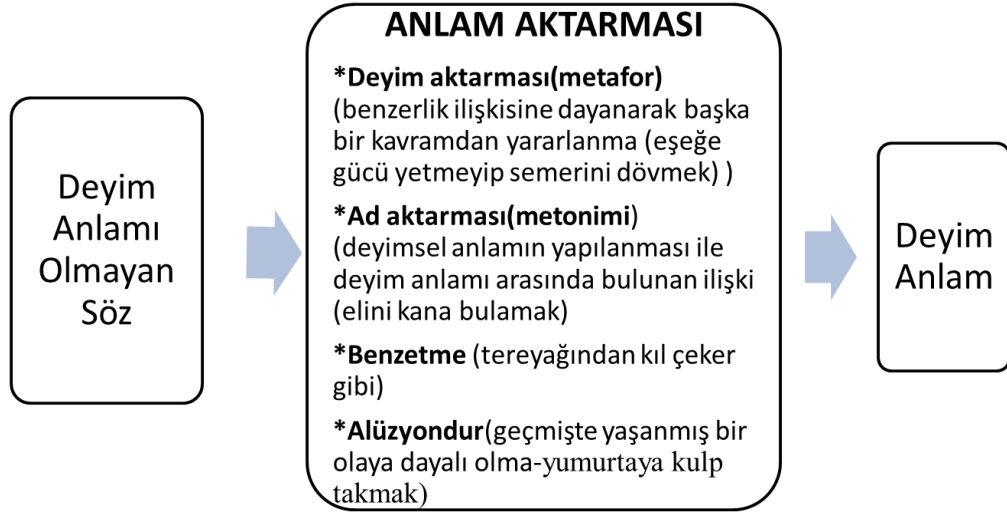 Deyim
Anlamı
Olmayan
Söz
ANLAM AKTARMASI
*Deyim aktarması(metafor)
(benzerlik ilişkisine dayanarak başka
bir kavramdan yararlanma (eşeğe
gücü yetmeyip semerini dövmek) )
*Ad aktarması(metonimi)
(deyimsel anlamın yapılanması ile
deyim anlamı arasında bulunan ilişki
(elini kana bulamak)
*Benzetme (tereyağından kıl çeker
gibi)
*Alüzyondur(geçmişte yaşanmış bir
olaya dayalı olma-yumurtaya kulp
takmak)
Deyim
Anlam